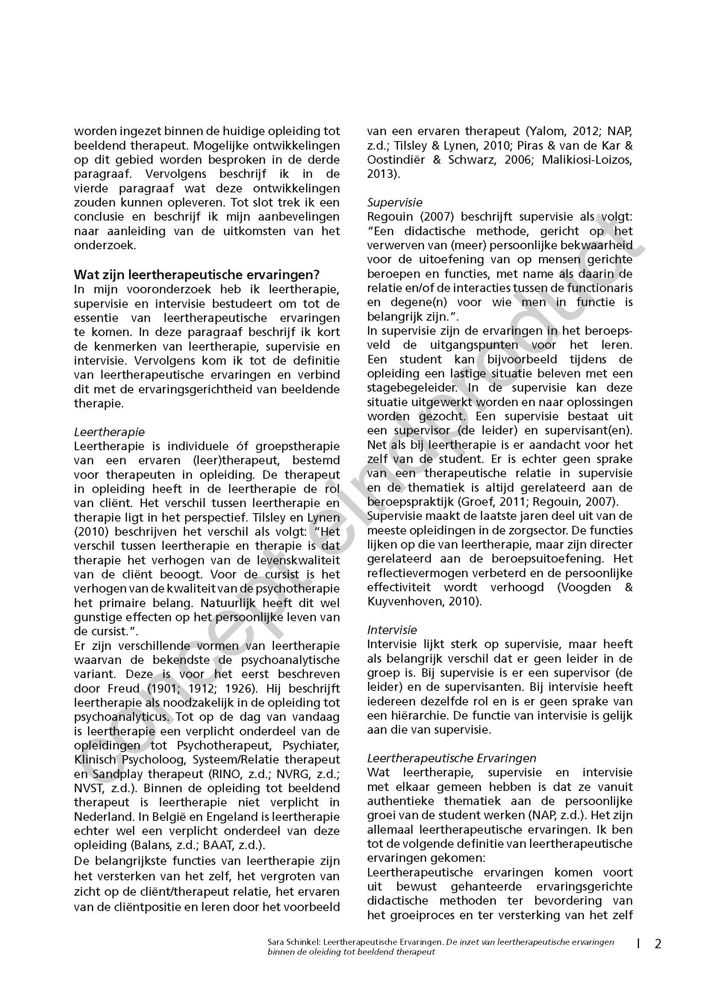 worden ingezet binnen de huidige opleiding tot
beeldend therapeut. Mogelijke ontwikkelingen
op dit gebied worden besproken in de derde
paragraaf. Vervolgens beschrijf ik in de
vierde paragraaf wat deze ontwikkelingen
zouden kunnen opleveren. Tot slot trek ik een
conclusie en beschrijf ik mijn aanbevelingen
naar aanleiding van de uitkomsten van het
onderzoek.
Wat zijn leertherapeutische ervaringen?
In mijn vooronderzoek heb ik leertherapie,
supervisie en intervisie bestudeert om tot de
essentie van leertherapeutische ervaringen
te komen. In deze paragraaf beschrijf ik kort
de kenmerken van leertherapie, supervisie en
intervisie. Vervolgens kom ik tot de definitie
van leertherapeutische ervaringen en verbind
dit met de ervaringsgerichtheid van beeldende
therapie.
Leertherapie
Leertherapie is individuele óf groepstherapie
van een ervaren (leer)therapeut, bestemd
voor therapeuten in opleiding. De therapeut
in opleiding heeft in de leertherapie de rol
van cliënt. Het verschil tussen leertherapie en
therapie ligt in het perspectief. Tilsley en Lynen
(2010) beschrijven het verschil als volgt: "Het
verschil tussen leertherapie en therapie is dat
therapie het verhogen van de levenskwaliteit
van de cliënt beoogt. Voor de cursist is het
verhogen van de kwaliteit van de psychotherapie
het primaire belang. Natuurlijk heeft dit wel
gunstige effecten op het persoonlijke leven van
de cursist.".
Er zijn verschillende vormen van leertherapie
waarvan de bekendste de psychoanalytische
variant. Deze is voor het eerst beschreven
door Freud (1901; 1912; 1926). Hij beschrijft
leertherapie als noodzakelijk in de opleiding tot
psychoanalyticus. Tot op de dag van vandaag
is leertherapie een verplicht onderdeel van de
opleidingen tot Psychotherapeut, Psychiater,
Klinisch Psycholoog, Systeem/Relatie therapeut
en Sandplay therapeut (RINO, z.d.; NVRG, z.d.;
NVST, z.d.). Binnen de opleiding tot beeldend
therapeut is leertherapie niet verplicht in
Nederland. In België en Engeland is leertherapie
echter wel een verplicht onderdeel van deze
opleiding (Balans, z.d.; BAAT, z.d.).
De belangrijkste functies van leertherapie zijn
het versterken van het zelf, het vergroten van
zicht op de cliënt/therapeut relatie, het ervaren
van de cliëntpositie en leren door het voorbeeld
van een ervaren therapeut (Yalom, 2012; NAP,
z.d.; Tilsley & Lynen, 2010; Piras & van de Kar &
Oostindiër & Schwarz, 2006; Malikiosi-Loizos,
2013).
Supervisie
Regouin (2007) beschrijft supervisie als volgt:
"Een didactische methode, gericht op het
verwerven van (meer) persoonlijke bekwaarheid
voor de uitoefening van op mensen gerichte
beroepen en functies, met name als daarin de
relatie en/of de interacties tussen de functionaris
en degene(n) voor wie men in functie is
belangrijk zijn.".
In supervisie zijn de ervaringen in het beroeps-
veld de uitgangspunten voor het leren.
Een student kan bijvoorbeeld tijdens de
opleiding een lastige situatie beleven met een
stagebegeleider. In de supervisie kan deze
situatie uitgewerkt worden en naar oplossingen
worden gezocht. Een supervisie bestaat uit
een supervisor (de leider) en supervisant(en).
Net als bij leertherapie is er aandacht voor het
zelf van de student. Er is echter geen sprake
van een therapeutische relatie in supervisie
en de thematiek is altijd gerelateerd aan de
beroepspraktijk (Groef, 2011; Regouin, 2007).
Supervisie maakt de laatste jaren deel uit van de
meeste opleidingen in de zorgsector. De functies
lijken op die van leertherapie, maar zijn directer
gerelateerd aan de beroepsuitoefening. Het
reflectievermogen verbeterd en de persoonlijke
effectiviteit wordt verhoogd (Voogden &
Kuyvenhoven, 2010).
Intervisie
Intervisie lijkt sterk op supervisie, maar heeft
als belangrijk verschil dat er geen leider in de
groep is. Bij supervisie is er een supervisor (de
leider) en de supervisanten. Bij intervisie heeft
iedereen dezelfde rol en is er geen sprake van
een hiërarchie. De functie van intervisie is gelijk
aan die van supervisie.
Leertherapeutische Ervaringen
Wat leertherapie, supervisie en intervisie
met elkaar gemeen hebben is dat ze vanuit
authentieke thematiek aan de persoonlijke
groei van de student werken (NAP, z.d.). Het zijn
allemaal leertherapeutische ervaringen. Ik ben
tot de volgende definitie van leertherapeutische
ervaringen gekomen:
Leertherapeutische ervaringen komen voort
uit bewust gehanteerde ervaringsgerichte
didactische methoden ter bevordering van
het groeiproces en ter versterking van het zelf
concept eindproduct
Sara Schinkel: Leertherapeutische Ervaringen. De inzet van leertherapeutische ervaringen
binnen de oleiding tot beeldend therapeut
| 2